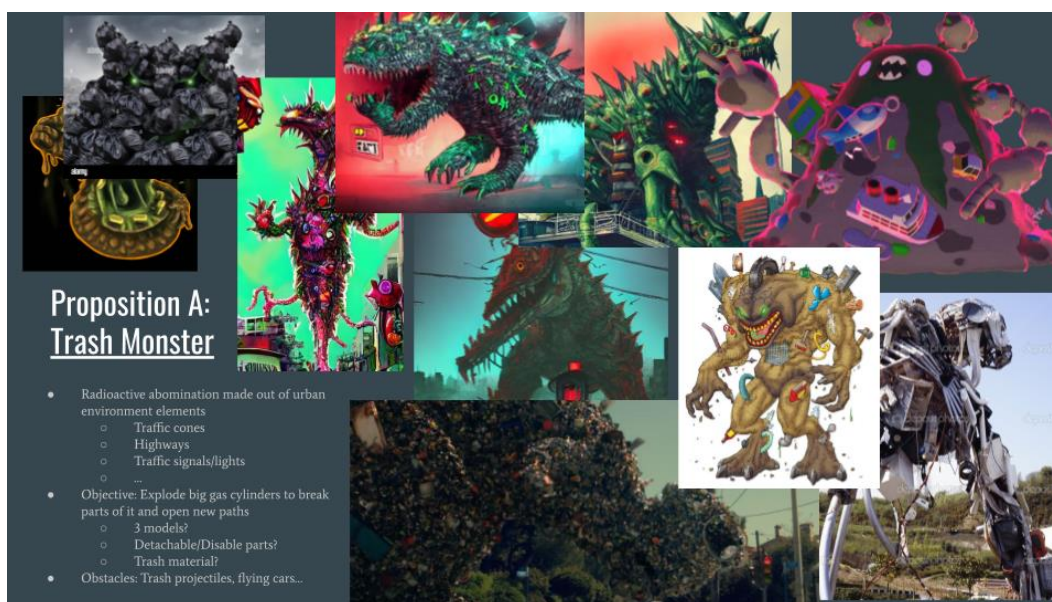 alamy
Proposition A:
Trash Monster
● Radioactive abomination made out of urban
environment elements
○ Traffic cones
○ Highways
○ Traffic signals/lights
○ ...
● Objective: Explode big gas cylinders to break
parts of it and open new paths
○ 3 models?
○ Detachable/Disable parts?
○ Trash material?
● Obstacles: Trash projectiles, flying cars...